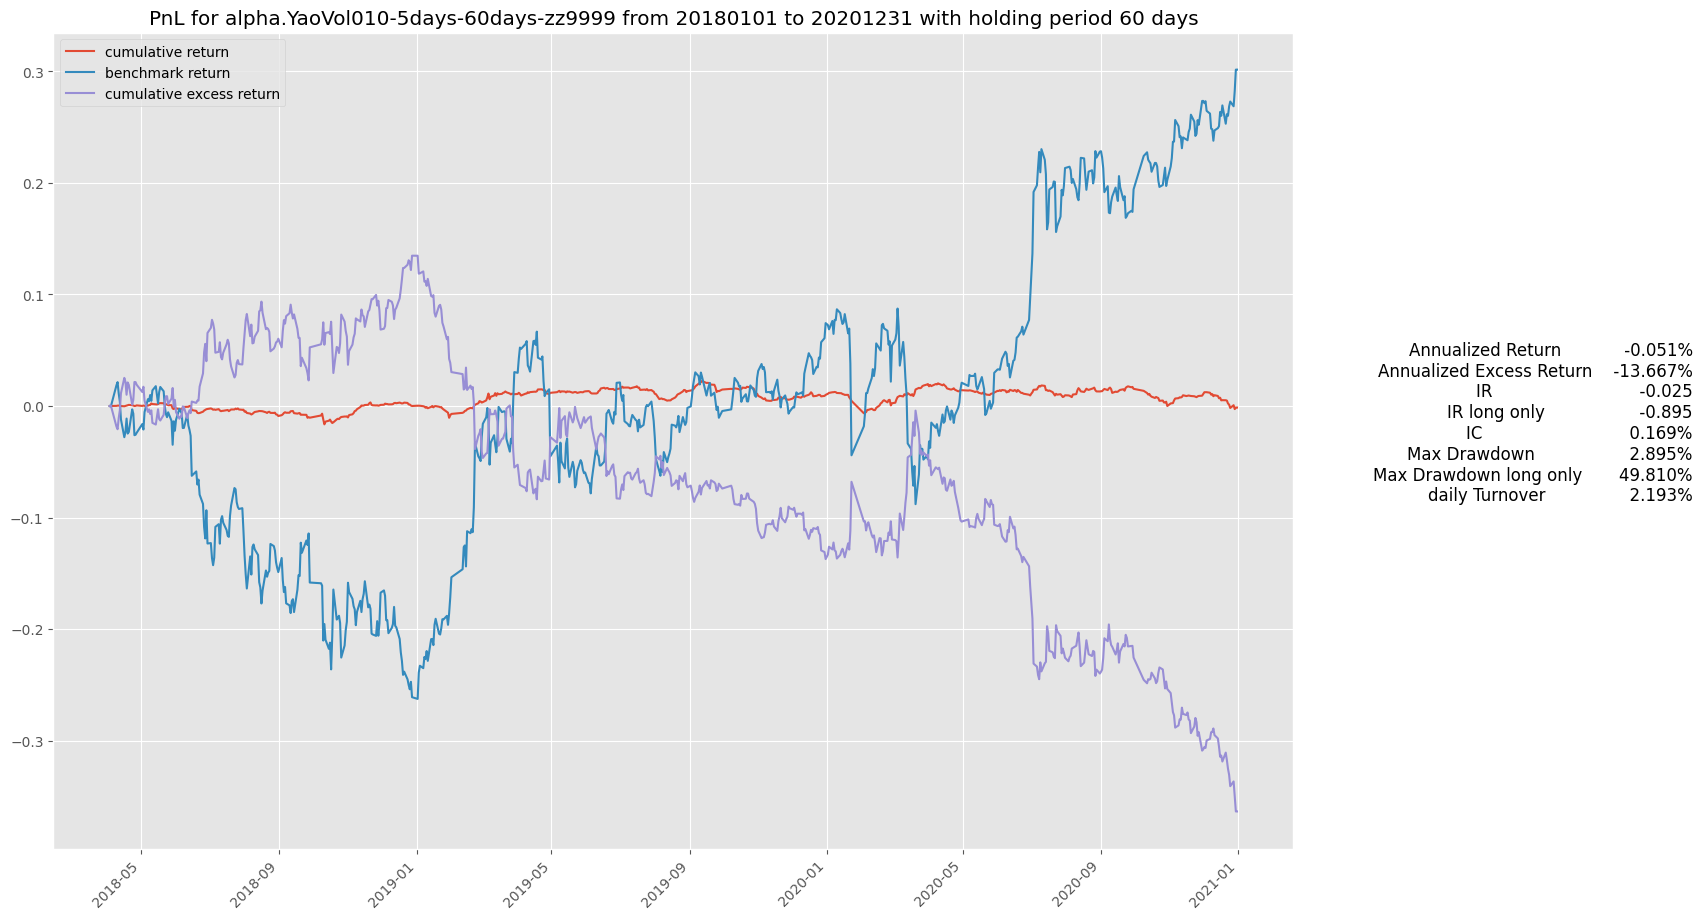 PnL for alpha.YaoVol010-5days-60days-zz9999 from 20180101 to 20201231 with holding period 60 days
cumulative return
benchmark return
cumulative excess return
0.3
0.2
0.1
0.0
−0.1
−0.2
−0.3
2018-05
2018-09
2019-01
2019-05
2019-09
2020-01
2020-05
2020-09
2021-01
Annualized Return -0.051%
Annualized Excess Return -13.667%
IR -0.025
IR long only -0.895
IC 0.169%
Max Drawdown 2.895%
Max Drawdown long only 49.810%
daily Turnover 2.193%